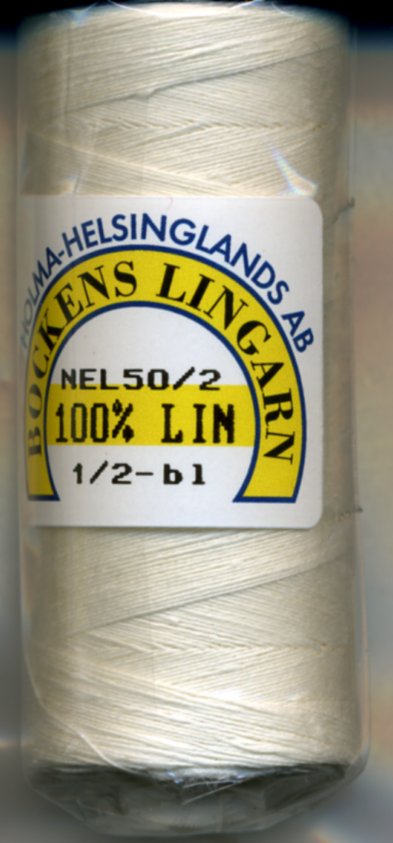 HOLMA-HELSINGLANDS AB
BOCKENS LINGARN
NEL50/2
100% LIN
1/2-bl